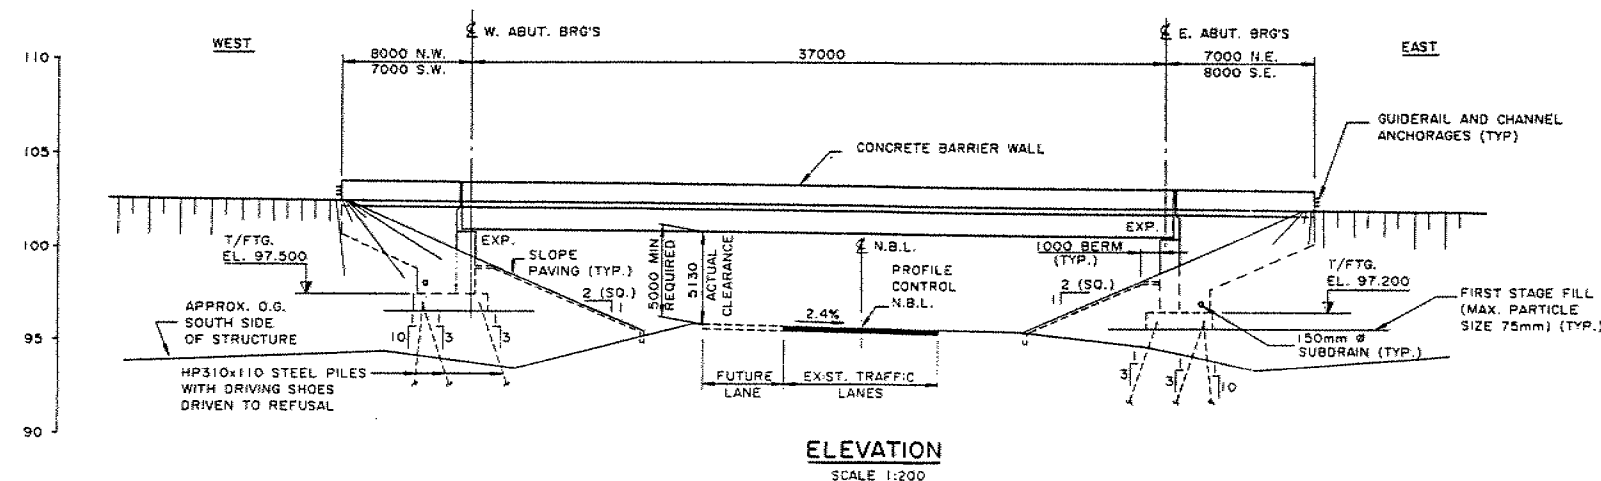 WEST
℄ W. ABUT. BRG'S
℄ E. ABUT. BRG'S
EAST
110
8000 N.W.
7000 S.W.
37000
7000 N.E.
8000 S.E.
GUIDERAIL AND CHANNEL
ANCHORAGES (TYP)
105
CONCRETE BARRIER WALL
100
T/FTG.
EL. 97.500
EXP.
SLOPE
PAVING (TYP.)
2 (SQ.)
1
5000 MIN
REQUIRED
5130
ACTUAL
CLEARANCE
℄ N.B.L.
PROFILE
CONTROL
N.B.L.
2.4%
EXP.
1000 BERM
(TYP.)
2 (SQ.)
1
T/FTG.
EL. 97.200
FIRST STAGE FILL
(MAX. PARTICLE
SIZE 75mm) (TYP.)
150mm ø
SUBDRAIN (TYP.)
APPROX. O.G.
SOUTH SIDE
OF STRUCTURE
95
10
3
3
HP310x110 STEEL PILES
WITH DRIVING SHOES
DRIVEN TO REFUSAL
FUTURE
LANE
EXIST. TRAFFIC
LANES
3
3
10
90
ELEVATION
SCALE 1:200